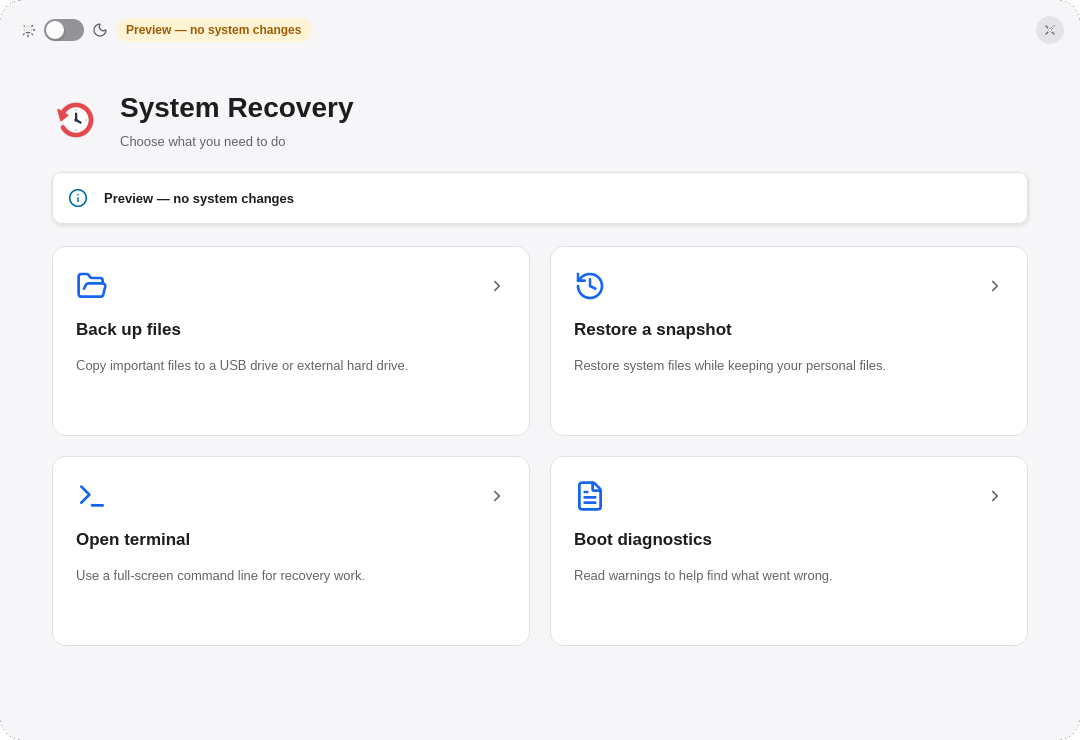 Preview — no system changes
System Recovery
Choose what you need to do
Preview — no system changes
Back up files
Copy important files to a USB drive or external hard drive.
Restore a snapshot
Restore system files while keeping your personal files.
Open terminal
Use a full-screen command line for recovery work.
Boot diagnostics
Read warnings to help find what went wrong.